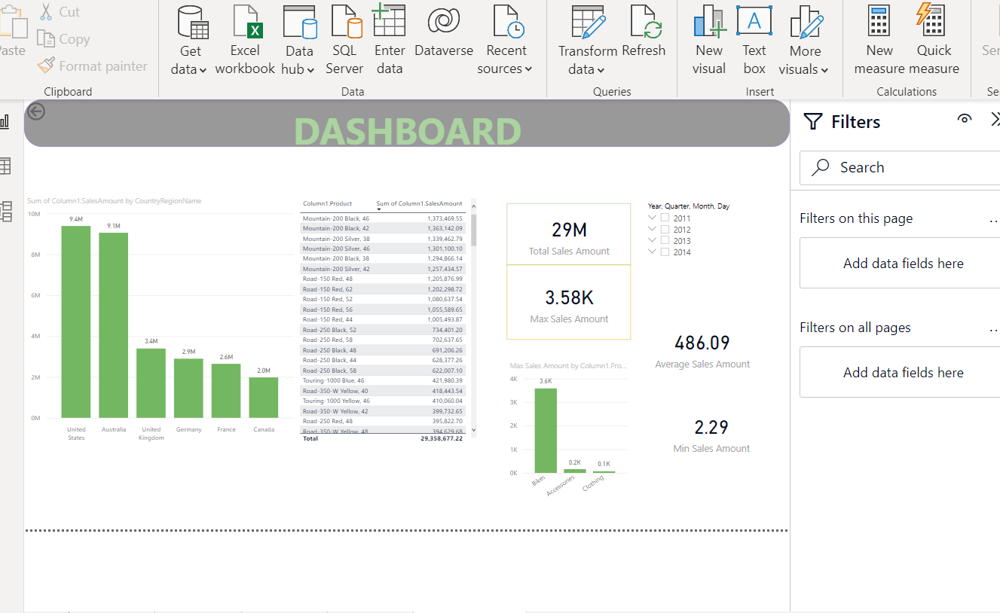 Cut
Copy
Format painter
Clipboard
Get data
Excel workbook
Data hub
SQL Server
Enter data
Dataverse
Recent sources
Data
Transform data
Refresh
Queries
New visual
Text box
More visuals
Insert
New measure
Quick measure
Calculations
DASHBOARD
Sum of Column1.SalesAmount by CountryRegionName
10M
8M
6M
4M
2M
0M
9.4M
9.1M
3.4M
2.9M
2.6M
2.0M
United States
Australia
United Kingdom
Germany
France
Canada
Column1.Product Sum of Column1.SalesAmount
Mountain-200 Black, 46 1,373,469.55
Mountain-200 Black, 42 1,363,142.09
Mountain-200 Silver, 38 1,339,462.79
Mountain-200 Silver, 46 1,301,100.10
Mountain-200 Black, 38 1,294,866.14
Mountain-200 Silver, 42 1,257,434.57
Road-150 Red, 48 1,205,876.99
Road-150 Red, 62 1,202,298.72
Road-150 Red, 52 1,080,637.54
Road-150 Red, 56 1,055,589.65
Road-150 Red, 44 1,005,493.87
Road-250 Black, 52 734,401.20
Road-250 Red, 58 702,637.65
Road-250 Black, 48 691,206.26
Road-250 Black, 44 628,377.26
Road-250 Black, 58 622,007.10
Touring-1000 Blue, 46 421,980.39
Road-350-W Yellow, 40 418,443.54
Touring-1000 Yellow, 46 410,060.04
Road-350-W Yellow, 42 399,732.65
Road-250 Red, 48 395,822.70
Road-350-W Yellow, 48 394,629.68
Total 29,358,677.22
29M
Total Sales Amount
3.58K
Max Sales Amount
Year, Quarter, Month, Day
2011
2012
2013
2014
486.09
Average Sales Amount
2.29
Min Sales Amount
Max Sales Amount by Column1.Pro...
4K
3K
2K
1K
0K
3.6K
0.2K
0.1K
Bikes
Accessories
Clothing
Filters
Search
Filters on this page
Add data fields here
Filters on all pages
Add data fields here